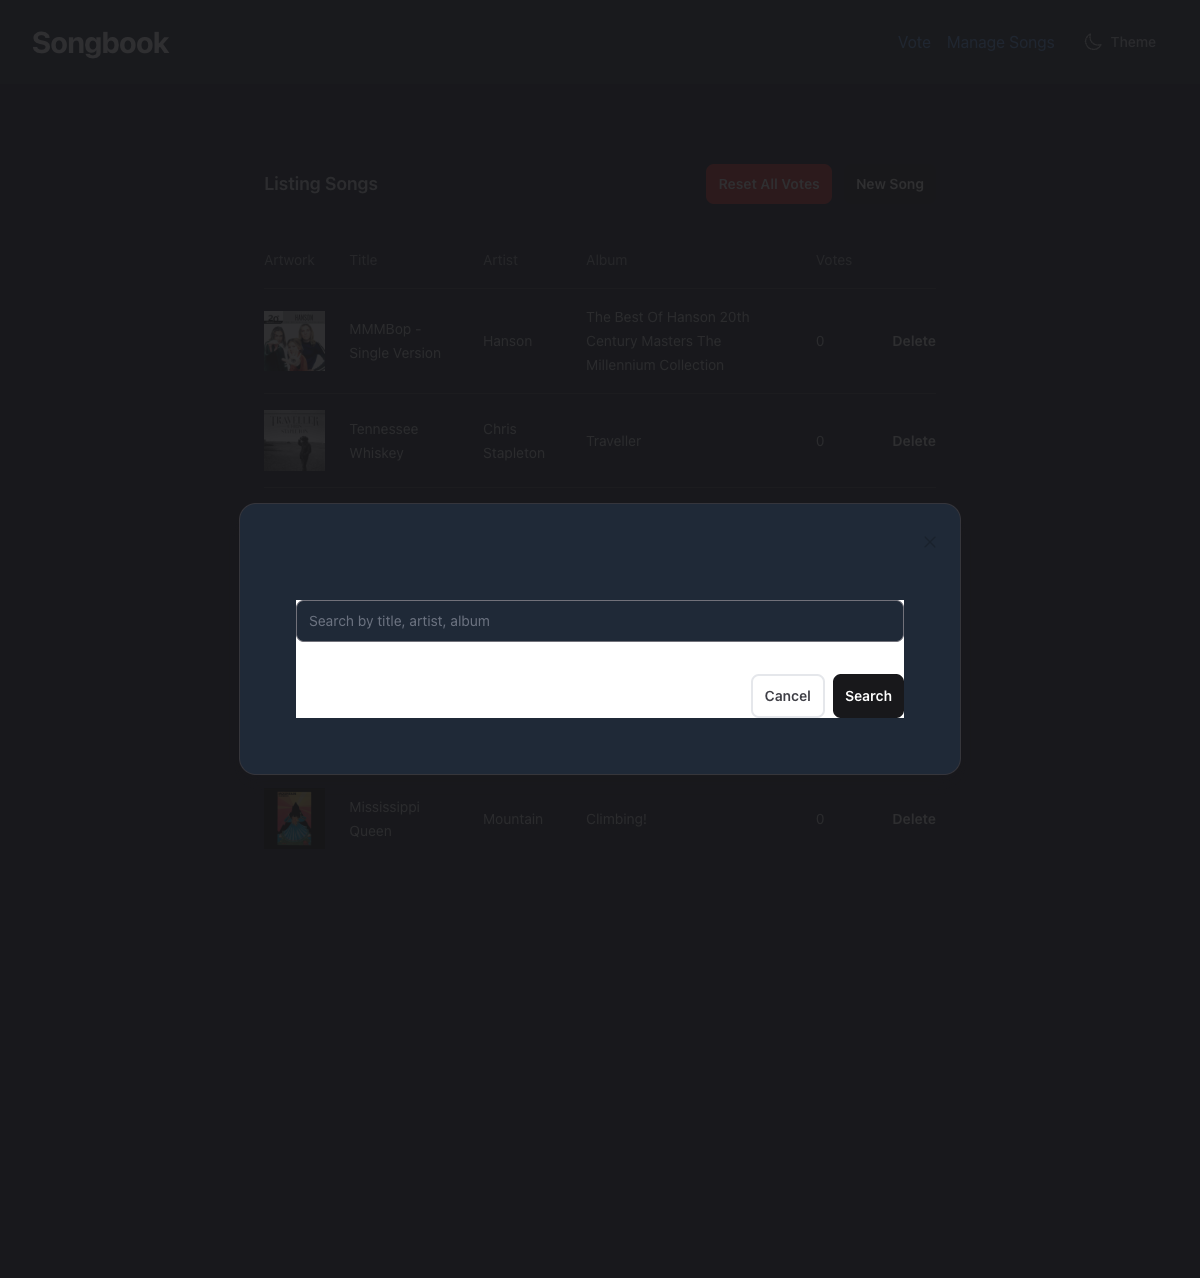 Songbook
Vote Manage Songs Theme
Listing Songs
Reset All Votes New Song
Artwork Title Artist Album Votes
MMMBop -
Single Version
Hanson
The Best Of Hanson 20th
Century Masters The
Millennium Collection
0
Delete
TRAVELLER
Tennessee
Whiskey
Chris
Stapleton
Traveller
0
Delete
Search by title, artist, album
Cancel Search
Mississippi
Queen
Mountain
Climbing!
0
Delete